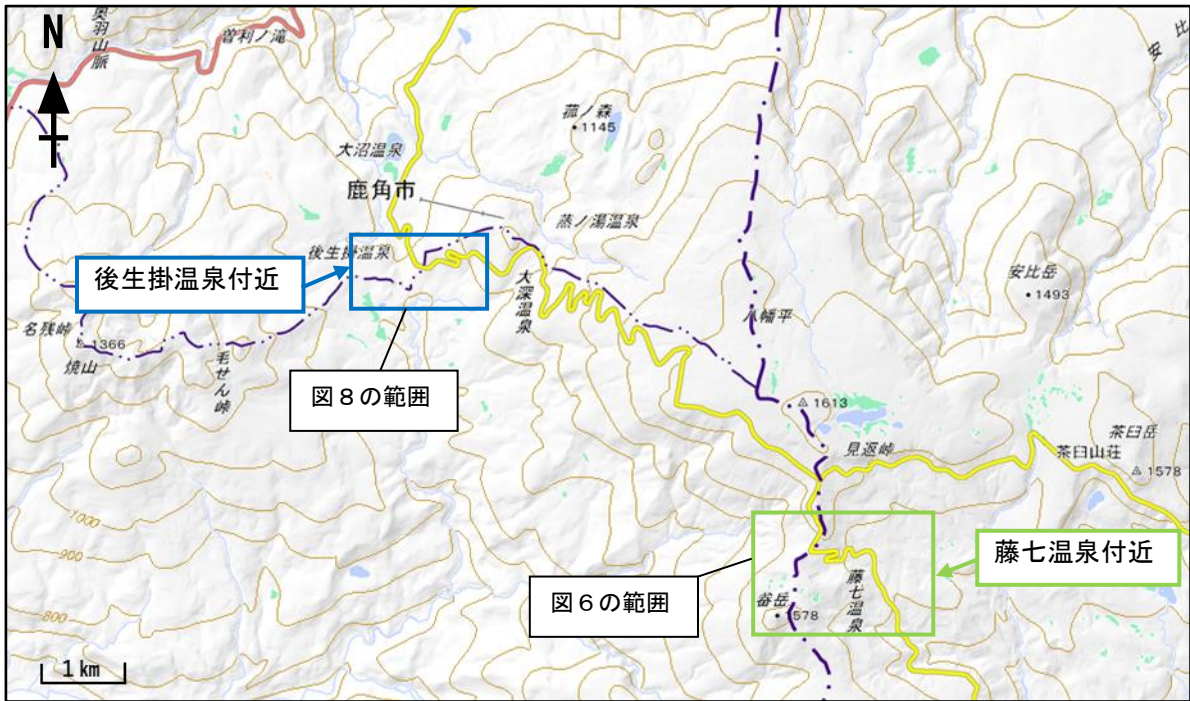 奥羽山脈
曽利ノ滝
安比
N
菰ノ森
・1145
大沼温泉
鹿角市
蒸ノ湯温泉
後生掛温泉
後生掛温泉付近
大深温泉
安比岳
・1493
八幡平
名残峠
1366
焼山
毛せん峠
図8の範囲
1613
見返峠
茶臼岳
茶臼山荘
1578
1000
900
800
藤七温泉付近
藤七温泉
図6の範囲
畚岳
・1578
1km